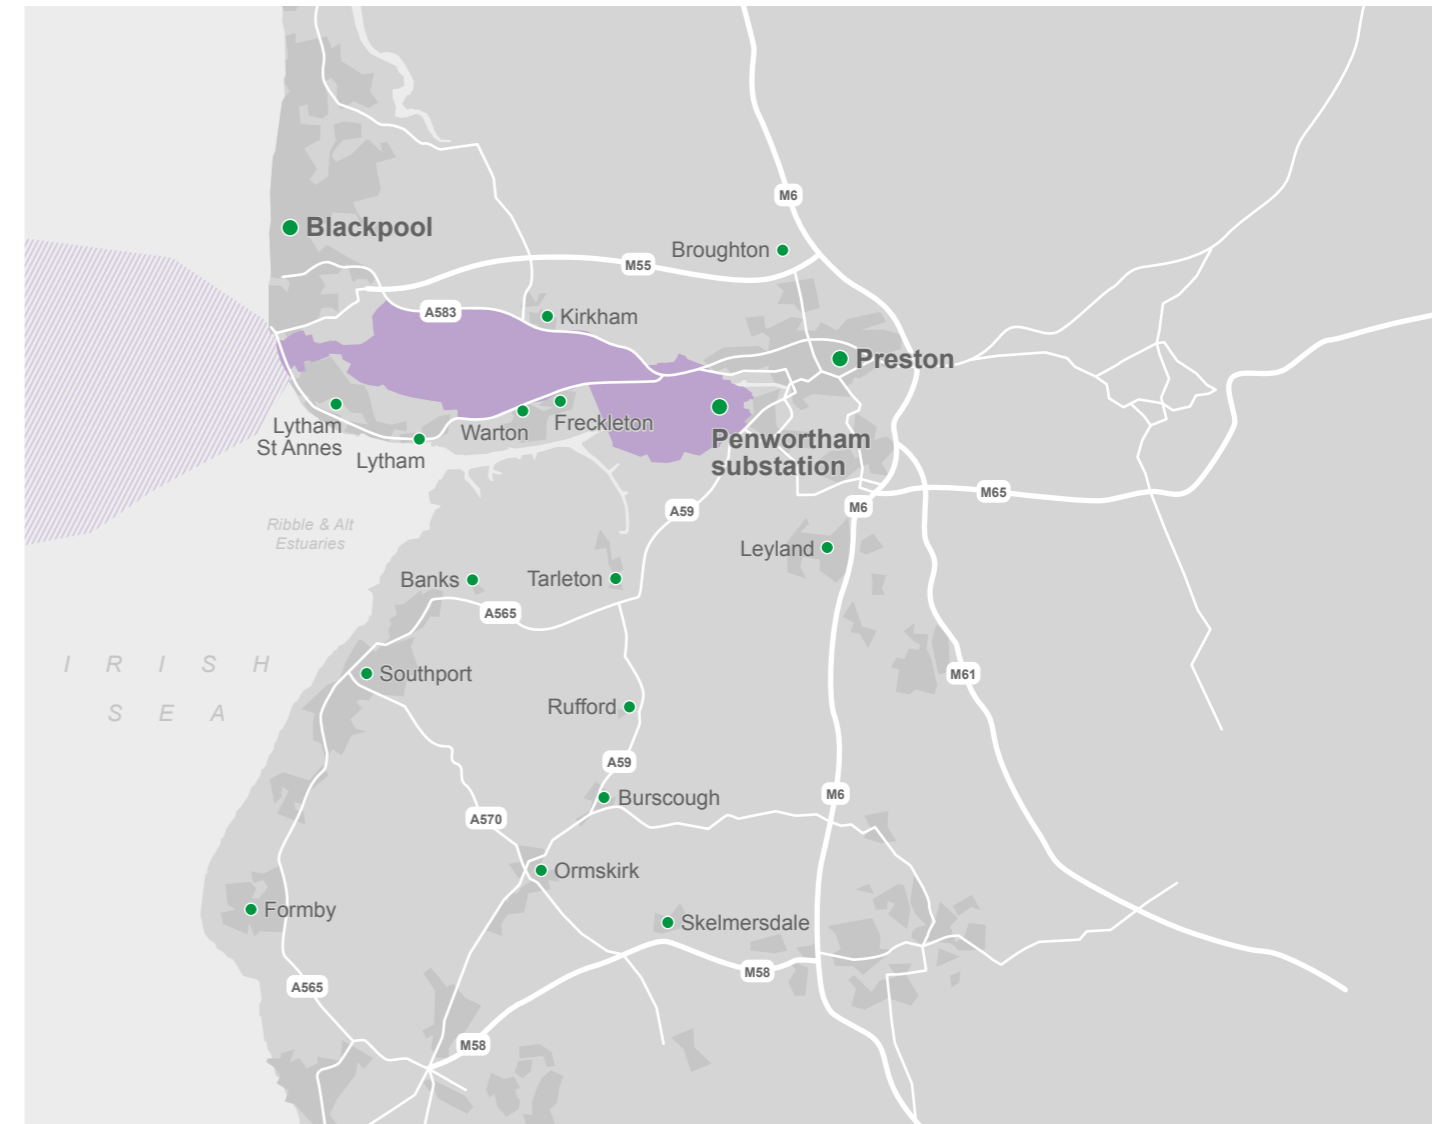 M6
Blackpool
Broughton
M55
A583
Kirkham
Preston
Lytham
St Annes
Lytham
Warton
Freckleton
Penwortham
substation
M65
M6
A59
Ribble & Alt
Estuaries
Leyland
Banks
Tarleton
A565
IRISH
SEA
Southport
M61
Rufford
A59
M6
Burscough
A570
Ormskirk
Formby
Skelmersdale
M58
A565
M58